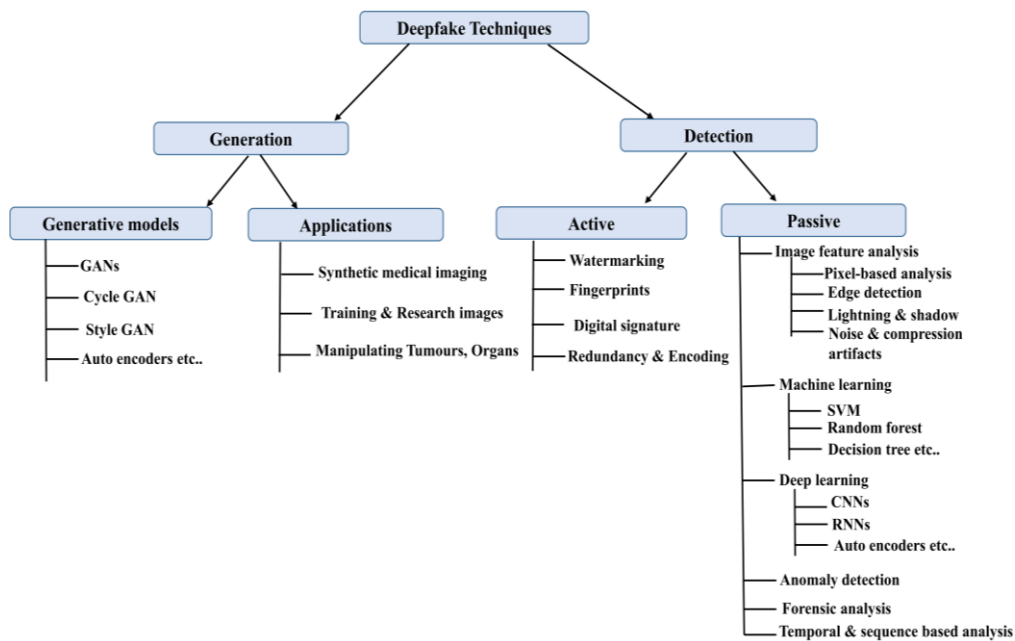 Deepfake Techniques
Generation
Detection
Generative models
GANs
Cycle GAN
Style GAN
Auto encoders etc..
Applications
Synthetic medical imaging
Training & Research images
Manipulating Tumours, Organs
Active
Watermarking
Fingerprints
Digital signature
Redundancy & Encoding
Passive
Image feature analysis
Pixel-based analysis
Edge detection
Lightning & shadow
Noise & compression
artifacts
Machine learning
SVM
Random forest
Decision tree etc..
Deep learning
CNNs
RNNs
Auto encoders etc..
Anomaly detection
Forensic analysis
Temporal & sequence based analysis